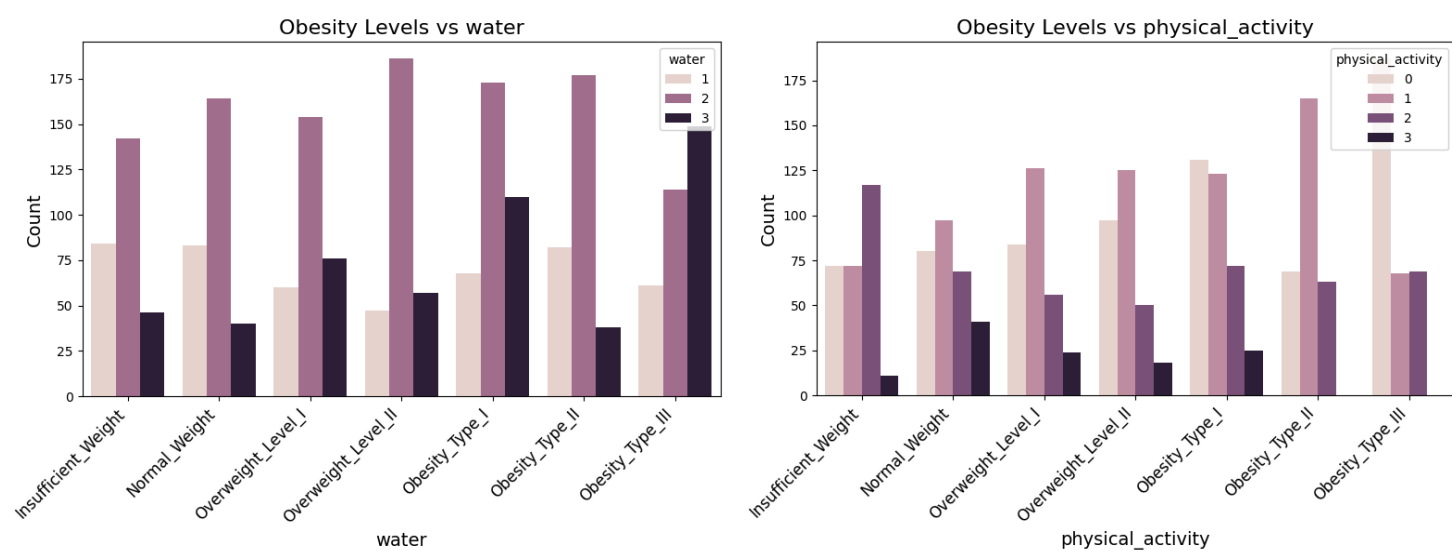 Obesity Levels vs water
water
1
2
3
175
150
125
100
75
50
25
0
Count
Insufficient_Weight
Normal_Weight
Overweight_Level_I
Overweight_Level_II
Obesity_Type_I
Obesity_Type_II
Obesity_Type_III
water
Obesity Levels vs physical_activity
physical_activity
0
1
2
3
175
150
125
100
75
50
25
0
Count
Insufficient_Weight
Normal_Weight
Overweight_Level_I
Overweight_Level_II
Obesity_Type_I
Obesity_Type_II
Obesity_Type_III
physical_activity